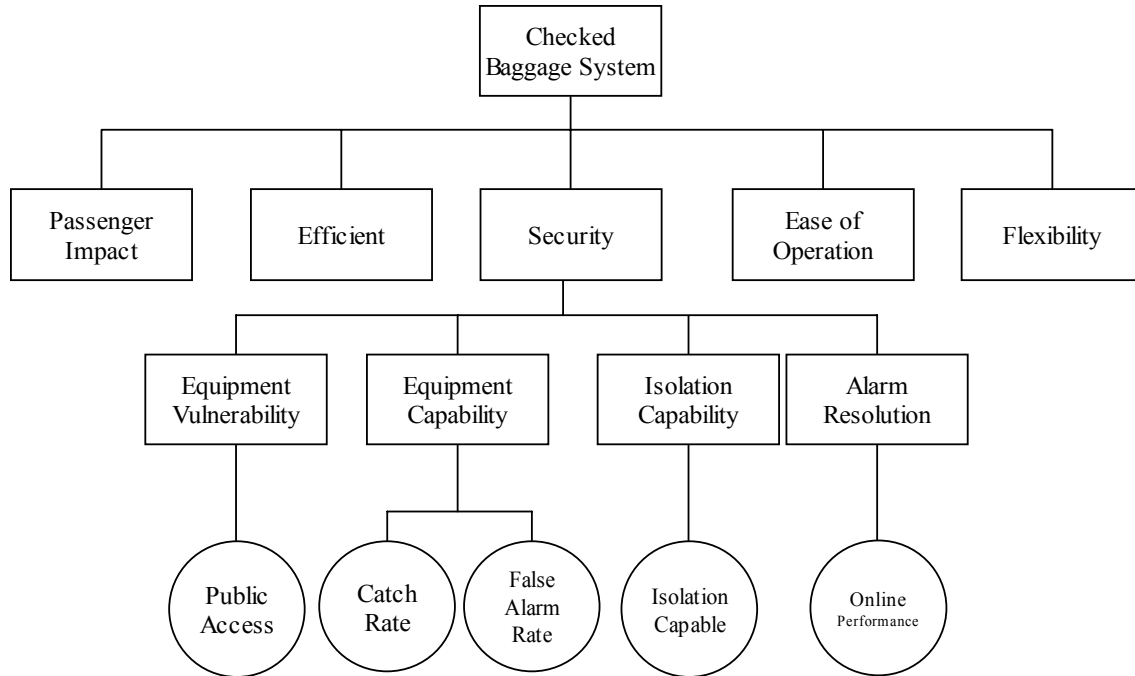 Checked
Baggage System
Passenger
Impact
Efficient
Security
Ease of
Operation
Flexibility
Equipment
Vulnerability
Equipment
Capability
Isolation
Capability
Alarm
Resolution
Public
Access
Catch
Rate
False
Alarm
Rate
Isolation
Capable
Online
Performance